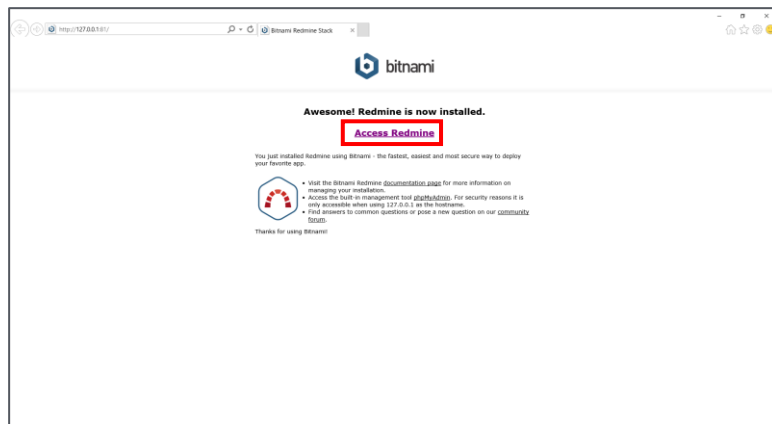 http://127.0.0.1:81/
Bitnami Redmine Stack
bitnami
Awesome! Redmine is now installed.
Access Redmine
You just installed Redmine using Bitnami - the fastest, easiest and most secure way to deploy
your favorite app.
• Visit the Bitnami Redmine documentation page for more information on
managing your installation.
• Access the built-in management tool phpMyAdmin. For security reasons it is
only accessible when using 127.0.0.1 as the hostname.
• Find answers to common questions or pose a new question on our community
forum.
Thanks for using Bitnami!